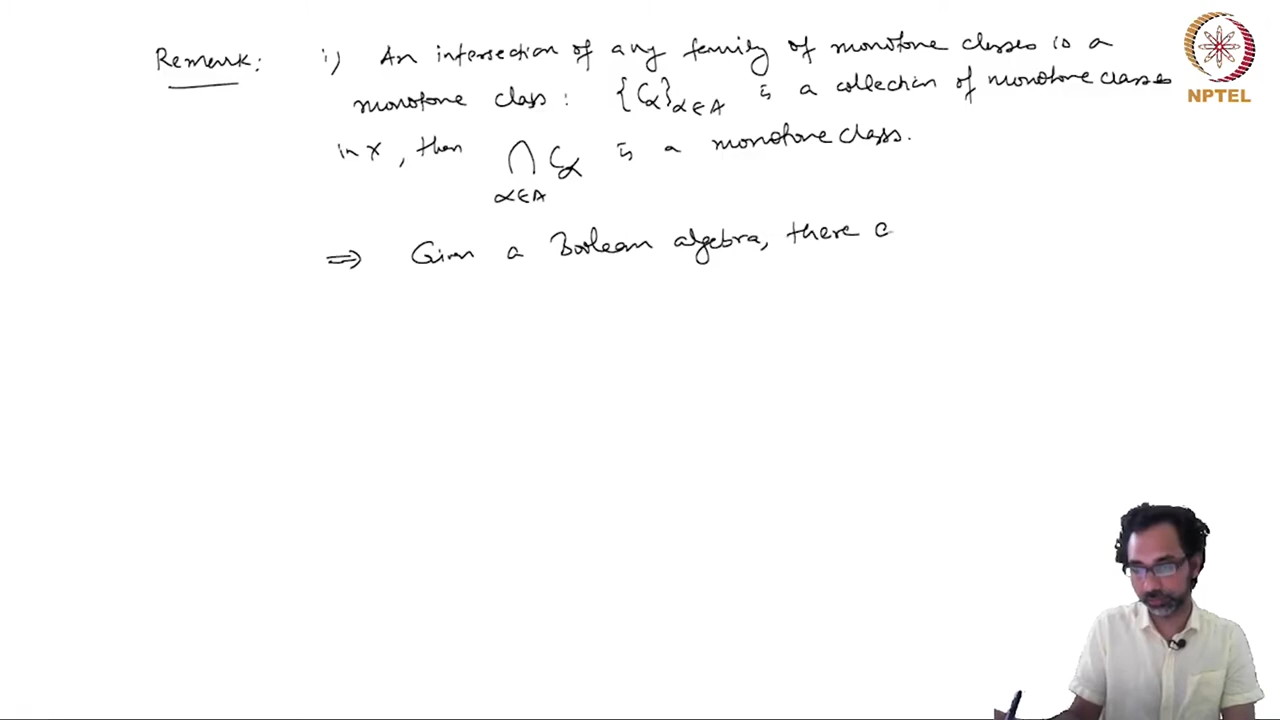 Remark: i) An intersection of any family of monotone classes is a
monotone class : {C_α}_{α∈A} is a collection of monotone classes
in X, then ⋂_{α∈A} C_α is a monotone class.
⇒ Given a Boolean algebra, there a
NPTEL